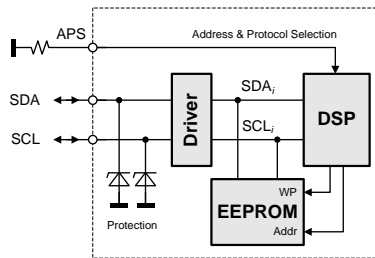 APS
Address & Protocol Selection
SDA
SDAi
SCL
SCLi
Driver
DSP
WP
EEPROM
Addr
Protection